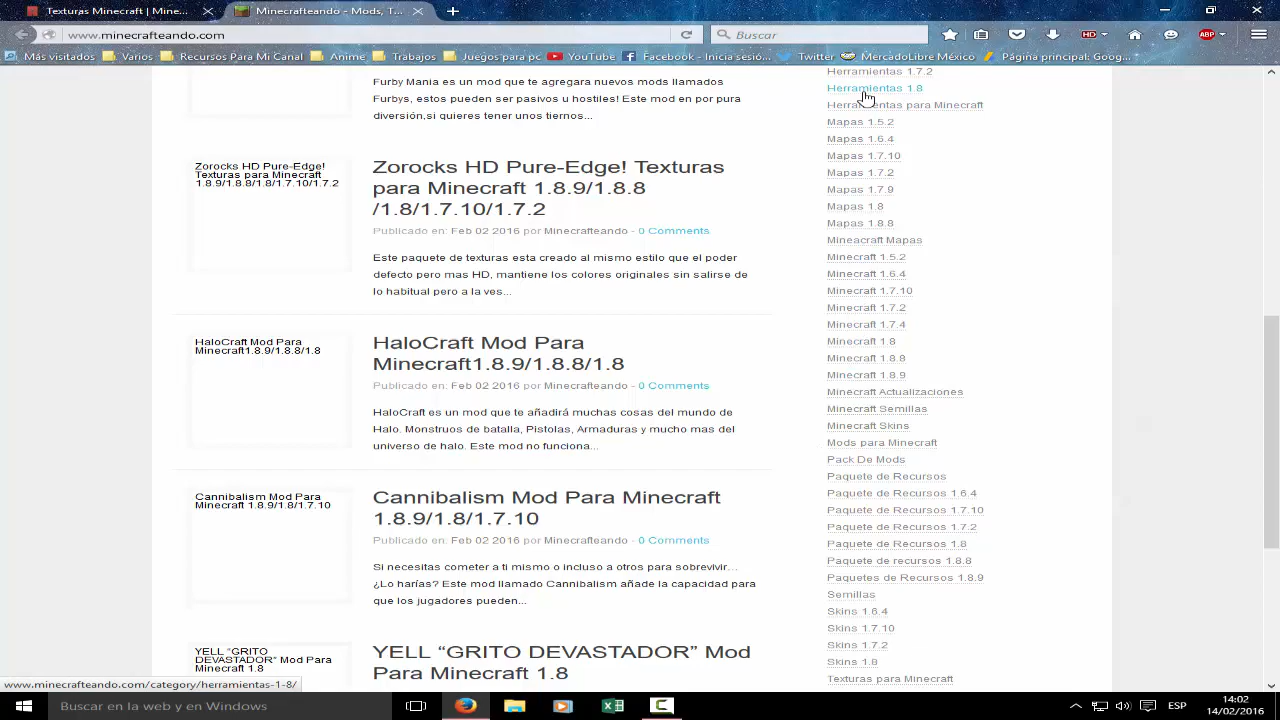 Texturas Minecraft | Mine...
Minecrafteando - Mods, T...
www.minecrafteando.com
Buscar
HD
ABP
Más visitados
Varios
Recursos Para Mi Canal
Anime
Trabajos
Juegos para pc
YouTube
Facebook - Inicia sesió...
Twitter
MercadoLibre México
Página principal: Goog...
Furby Mania es un mod que te agregara nuevos mods llamados
Furbys, estos pueden ser pasivos u hostiles! Este mod en por pura
diversión,si quieres tener unos tiernos...
Zorocks HD Pure-Edge!
Texturas para Minecraft
1.8.9/1.8.8/1.8/1.7.10/1.7.2
Zorocks HD Pure-Edge! Texturas
para Minecraft 1.8.9/1.8.8
/1.8/1.7.10/1.7.2
Publicado en: Feb 02 2016 por Minecrafteando - 0 Comments
Este paquete de texturas esta creado al mismo estilo que el poder
defecto pero mas HD, mantiene los colores originales sin salirse de
lo habitual pero a la ves...
HaloCraft Mod Para
Minecraft1.8.9/1.8.8/1.8
HaloCraft Mod Para
Minecraft1.8.9/1.8.8/1.8
Publicado en: Feb 02 2016 por Minecrafteando - 0 Comments
HaloCraft es un mod que te añadirá muchas cosas del mundo de
Halo. Monstruos de batalla, Pistolas, Armaduras y mucho mas del
universo de halo. Este mod no funciona...
Cannibalism Mod Para
Minecraft 1.8.9/1.8/1.7.10
Cannibalism Mod Para Minecraft
1.8.9/1.8/1.7.10
Publicado en: Feb 02 2016 por Minecrafteando - 0 Comments
Si necesitas cometer a ti mismo o incluso a otros para sobrevivir…
¿Lo harías? Este mod llamado Cannibalism añade la capacidad para
que los jugadores pueden...
YELL “GRITO
DEVASTADOR” Mod Para
Minecraft 1.8
YELL “GRITO DEVASTADOR” Mod
Para Minecraft 1.8
Herramientas 1.7.2
Herramientas 1.8
Herramientas para Minecraft
Mapas 1.5.2
Mapas 1.6.4
Mapas 1.7.10
Mapas 1.7.2
Mapas 1.7.9
Mapas 1.8
Mapas 1.8.8
Mineacraft Mapas
Minecraft 1.5.2
Minecraft 1.6.4
Minecraft 1.7.10
Minecraft 1.7.2
Minecraft 1.7.4
Minecraft 1.8
Minecraft 1.8.8
Minecraft 1.8.9
Minecraft Actualizaciones
Minecraft Semillas
Minecraft Skins
Mods para Minecraft
Pack De Mods
Paquete de Recursos
Paquete de Recursos 1.6.4
Paquete de Recursos 1.7.10
Paquete de Recursos 1.7.2
Paquete de Recursos 1.8
Paquete de recursos 1.8.8
Paquetes de Recursos 1.8.9
Semillas
Skins 1.6.4
Skins 1.7.10
Skins 1.7.2
Skins 1.8
Texturas para Minecraft
www.minecrafteando.com/category/herramientas-1-8/
Buscar en la web y en Windows
ESP
14:02
14/02/2016